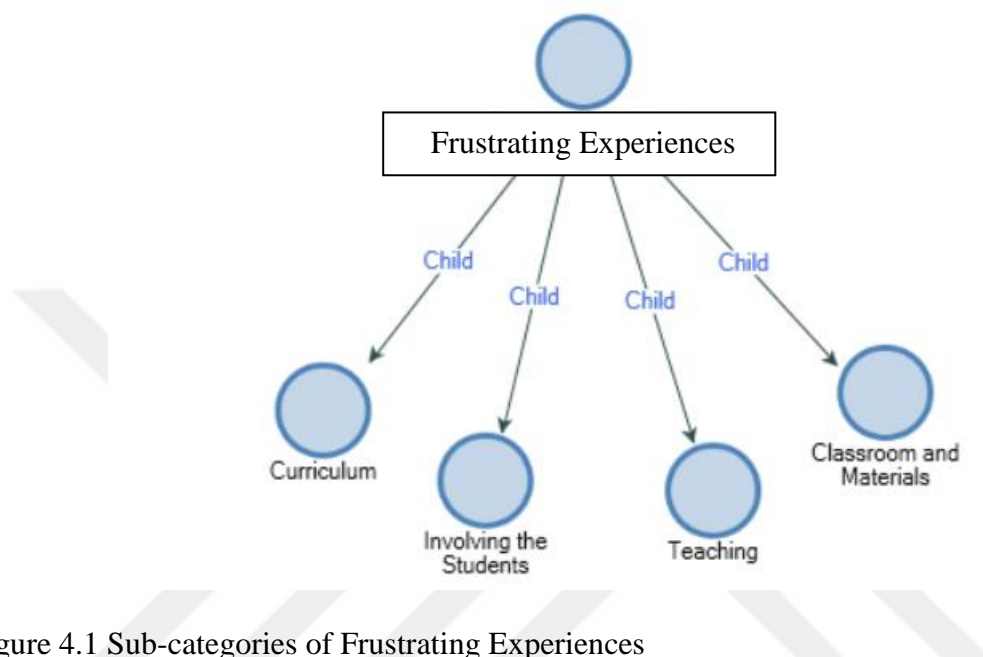 Frustrating Experiences
Child
Child
Child
Child
Curriculum
Involving the
Students
Teaching
Classroom and
Materials
gure 4.1 Sub-categories of Frustrating Experiences